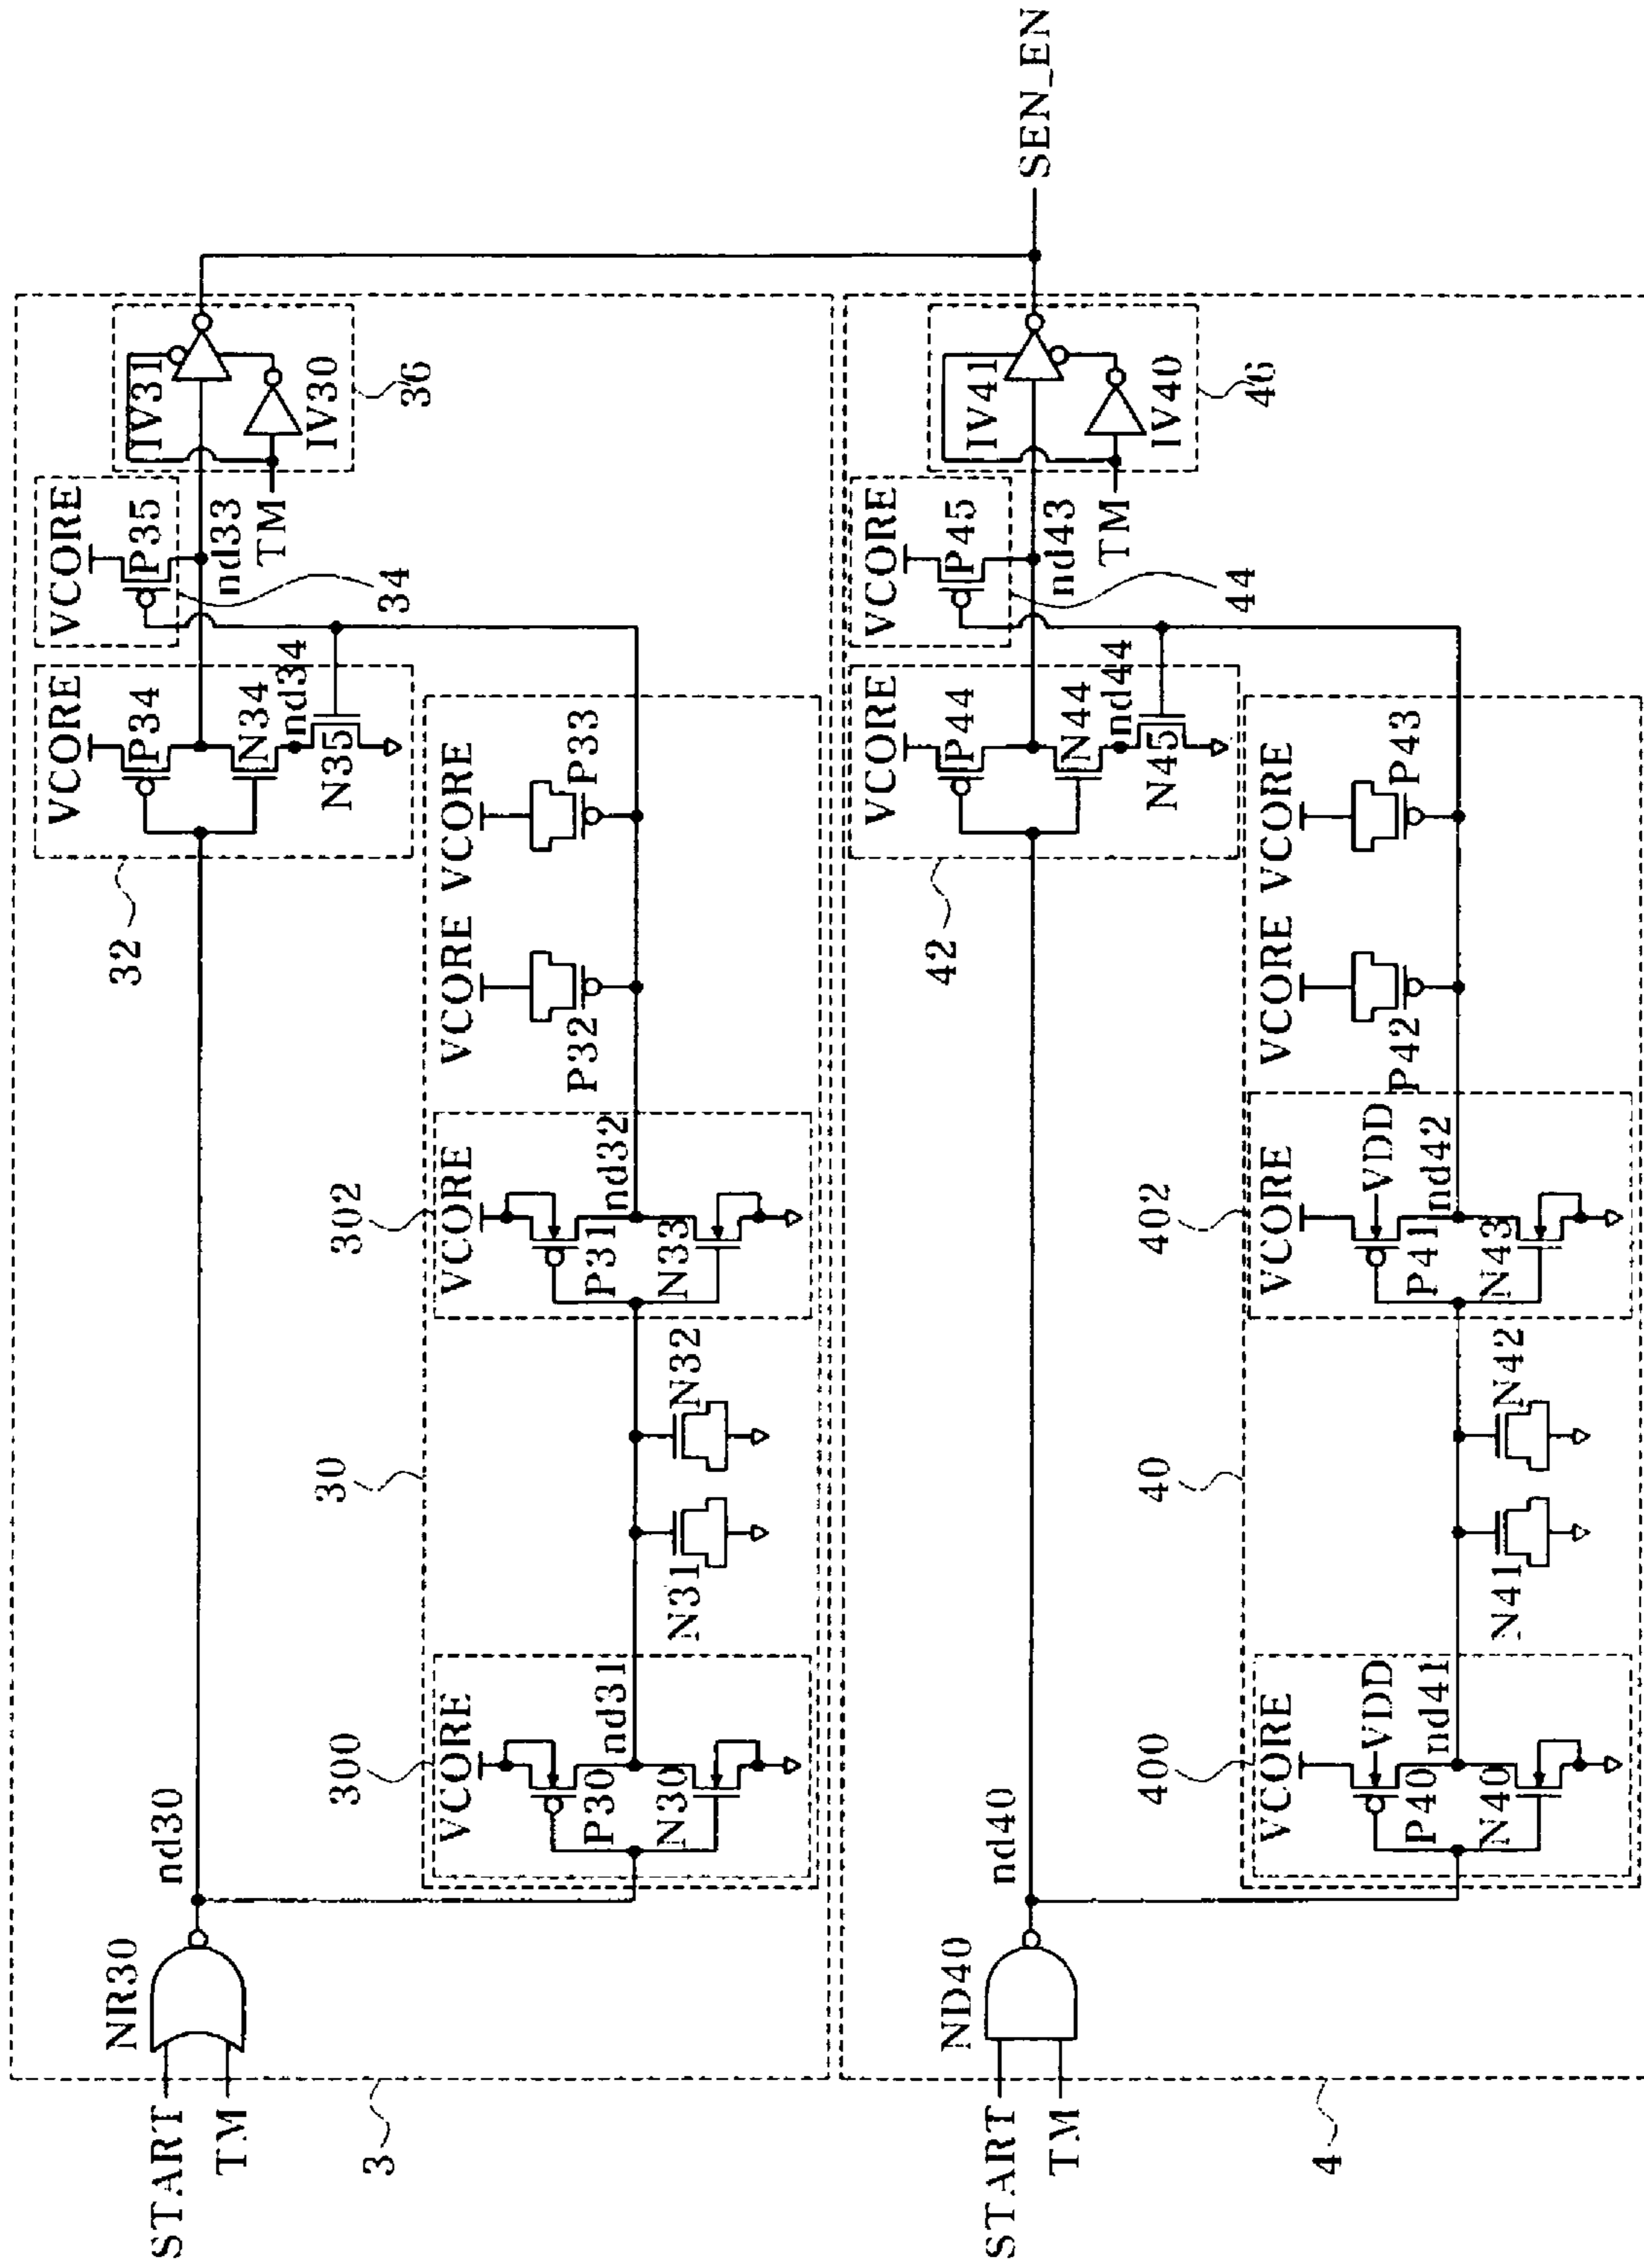 START
TM
NR30
nd30
3
VCORE
P34
N34
nd34
N35
32
VCORE
P35
nd33
34
IV31
TM
IV30
36
30
300
VCORE
P30
nd31
N30
N31
N32
302
VCORE
P31
nd32
N33
VCORE
P32
VCORE
P33
SEN_EN
START
TM
ND40
nd40
4
VCORE
P44
N44
nd44
N45
42
VCORE
P45
nd43
44
IV41
TM
IV40
46
40
400
VCORE
VDD
P40
nd41
N40
N41
N42
402
VCORE
VDD
P41
nd42
N43
VCORE
P42
VCORE
P43